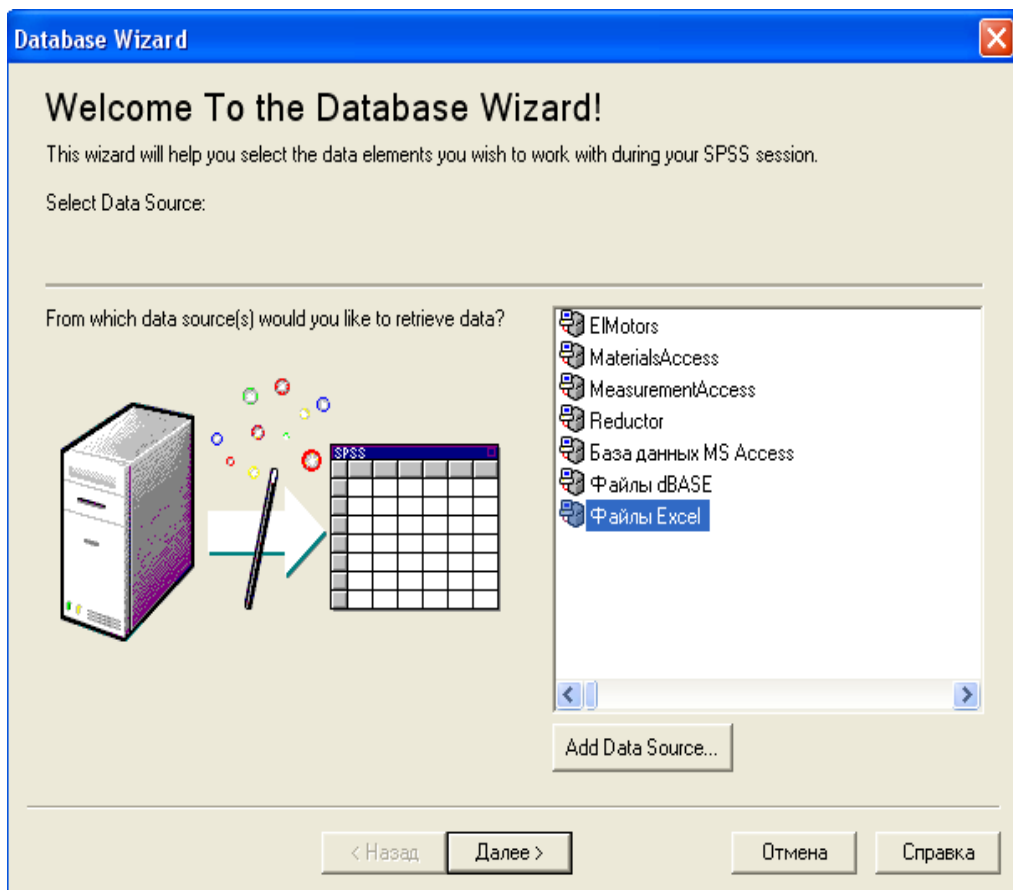 Database Wizard
Welcome To the Database Wizard!
This wizard will help you select the data elements you wish to work with during your SPSS session.
Select Data Source:
From which data source(s) would you like to retrieve data?
SPSS
ElMotors
MaterialsAccess
MeasurementAccess
Reductor
База данных MS Access
Файлы dBASE
Файлы Excel
Add Data Source...
< Назад
Далее >
Отмена
Справка